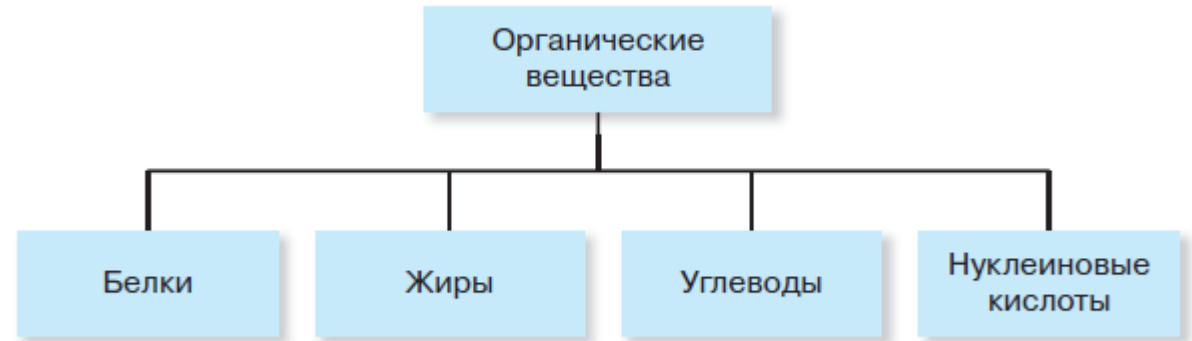 Органические
вещества
Белки
Жиры
Углеводы
Нуклеиновые
кислоты